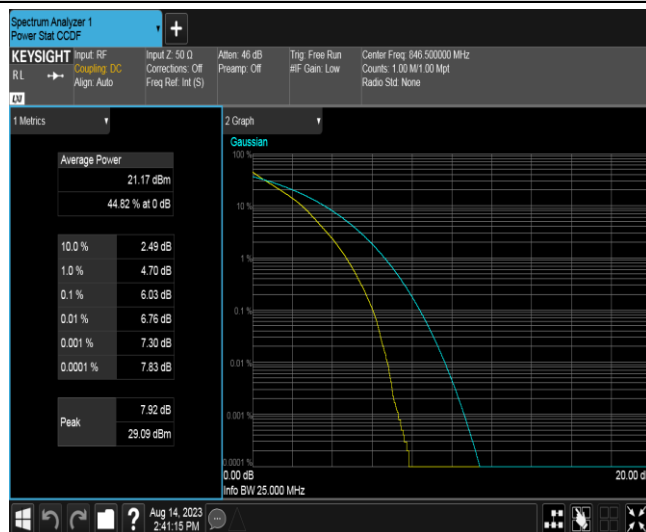 Spectrum Analyzer 1
Power Stat CCDF
+
KEYSIGHT
RL
LXI
Input: RF
Coupling: DC
Align: Auto
Input Z: 50 Ω
Corrections: Off
Freq Ref: Int (S)
Atten: 46 dB
Preamp: Off
Trig: Free Run
#IF Gain: Low
Center Freq: 846.500000 MHz
Counts: 1.00 M/1.00 Mpt
Radio Std: None
1 Metrics
Average Power
21.17 dBm
44.82 % at 0 dB
10.0 % 2.49 dB
1.0 % 4.70 dB
0.1 % 6.03 dB
0.01 % 6.76 dB
0.001 % 7.30 dB
0.0001 % 7.83 dB
Peak 7.92 dB
29.09 dBm
2 Graph
Gaussian
100 %
10 %
1 %
0.1 %
0.01 %
0.001 %
0.0001 %
0.00 dB
20.00 d
Info BW 25.000 MHz
?
Aug 14, 2023
2:41:15 PM